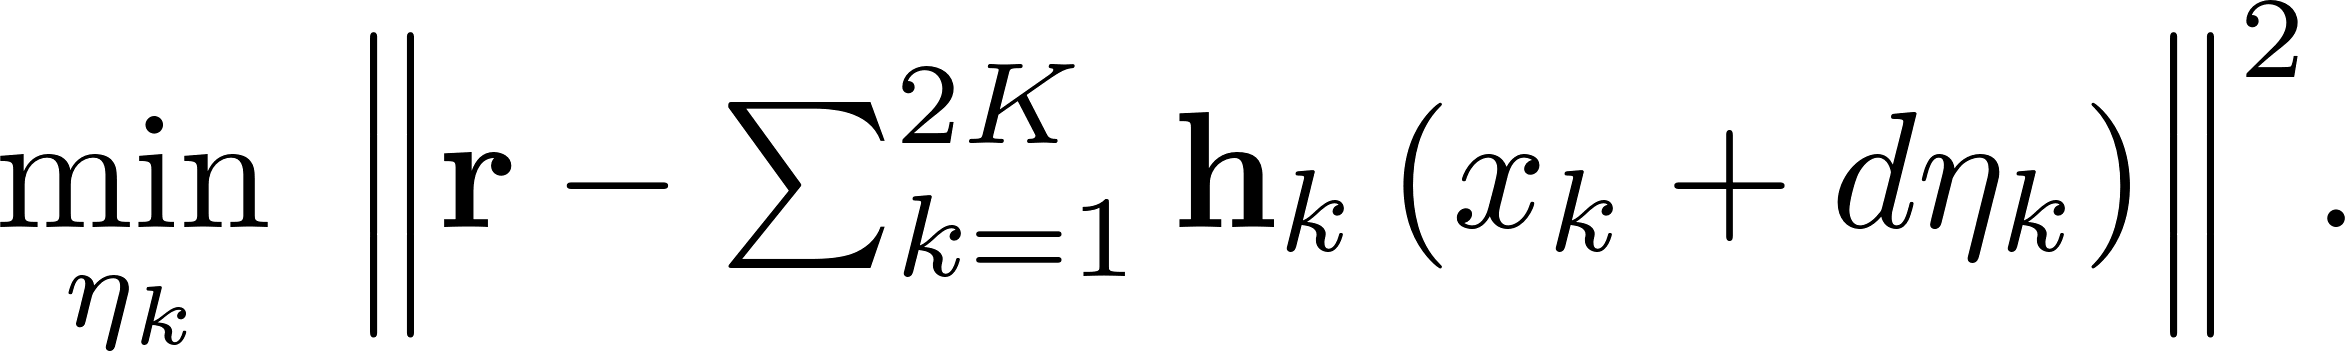 \min_{\eta_k} \left\| \mathbf{r} - \sum_{k=1}^{2K} \mathbf{h}_k \left( x_k + d\eta_k \right) \right\|^2.